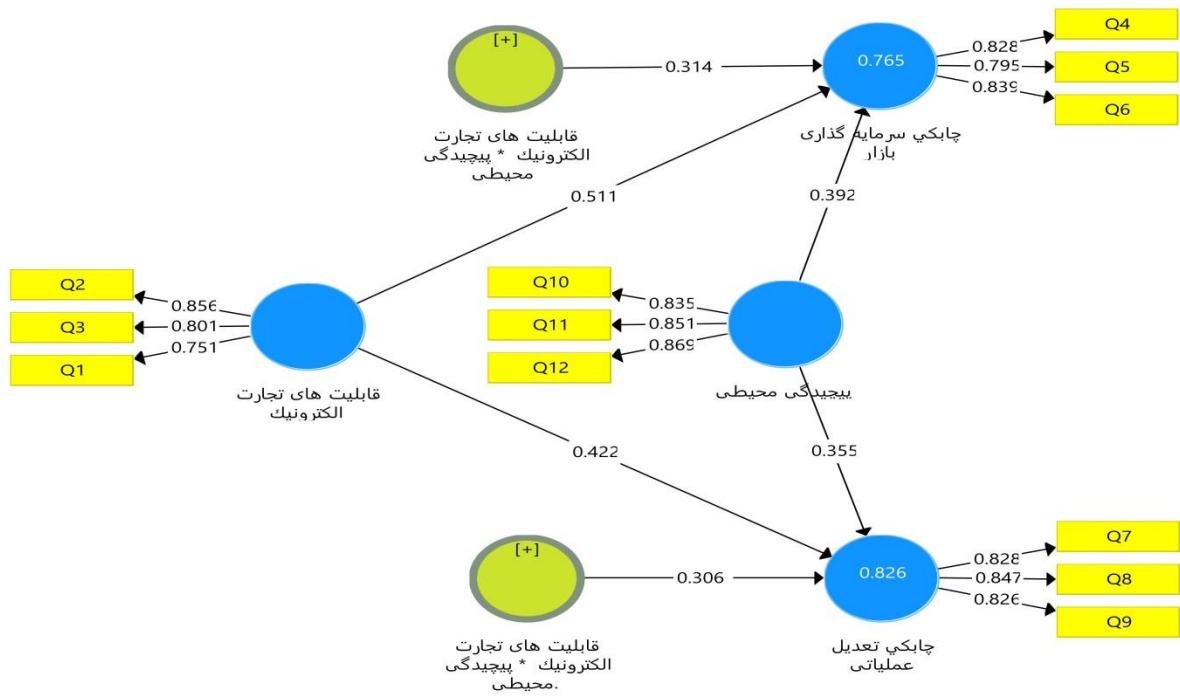 [+]
قابلیت های تجارت
الکترونیك * پیچیدگی
محیطی
0.314
0.765
چابكي سرمایه گذاری
بازار
0.828
0.795
0.839
Q4
Q5
Q6
0.511
0.392
Q2
Q3
Q1
0.856
0.801
0.751
قابلیت های تجارت
الکترونیك
Q10
Q11
Q12
0.835
0.851
0.869
پیچیدگی محیطی
0.422
0.355
[+]
قابلیت های تجارت
الکترونیك * پیچیدگی
محیطی.
0.306
0.826
چابكي تعدیل
عملیاتی
0.828
0.847
0.826
Q7
Q8
Q9